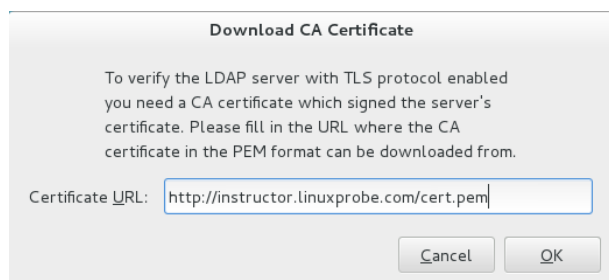 Download CA Certificate
To verify the LDAP server with TLS protocol enabled
you need a CA certificate which signed the server's
certificate. Please fill in the URL where the CA
certificate in the PEM format can be downloaded from.
Certificate URL: http://instructor.linuxprobe.com/cert.pem
Cancel OK